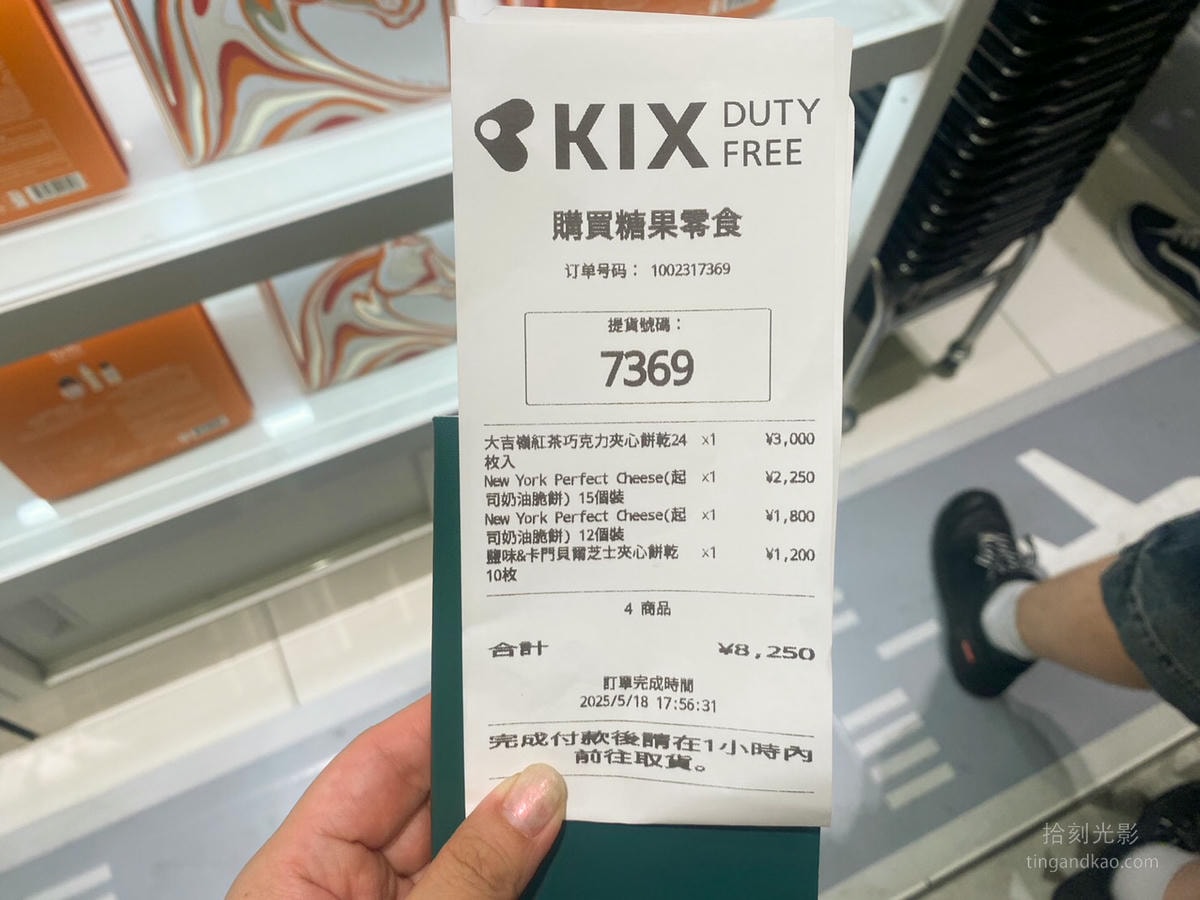 KIX DUTY FREE
購買糖果零食
订单号码： 1002317369
提貨號碼：
7369
大吉嶺紅茶巧克力夾心餅乾24 x1 ¥3,000
枚入
New York Perfect Cheese(起 x1 ¥2,250
司奶油脆餅) 15個裝
New York Perfect Cheese(起 x1 ¥1,800
司奶油脆餅) 12個裝
鹽味&卡門貝爾芝士夾心餅乾 x1 ¥1,200
10枚
4 商品
合計 ¥8,250
訂單完成時間
2025/5/18 17:56:31
完成付款後請在1小時內
前往取貨。
拾刻光影
tingandkao.com